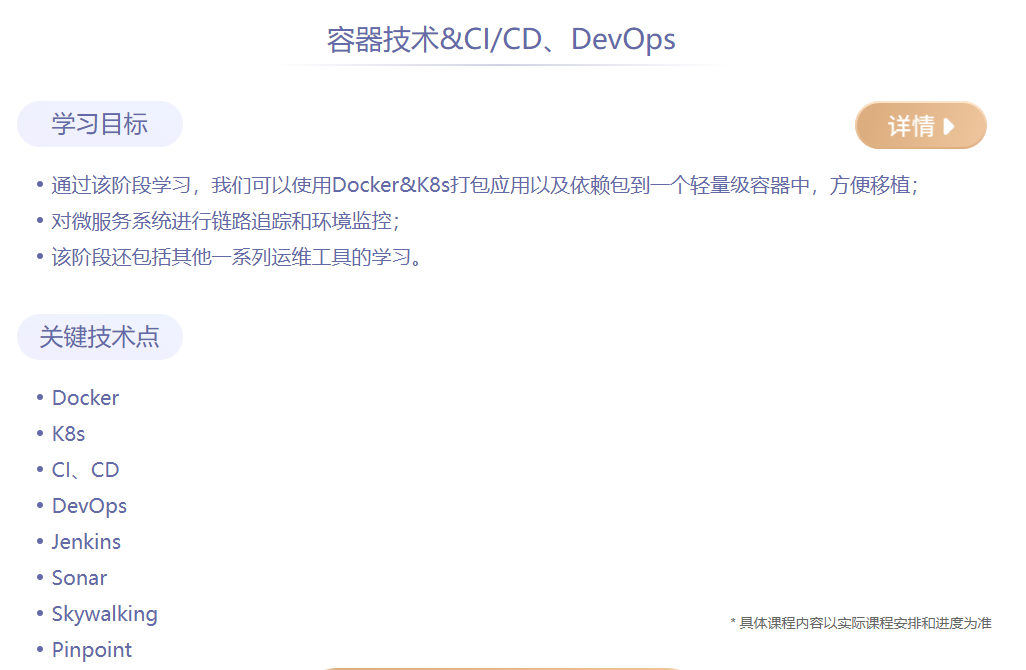 容器技术&CI/CD、DevOps
学习目标
详情
• 通过该阶段学习，我们可以使用Docker&K8s打包应用以及依赖包到一个轻量级容器中，方便移植；
• 对微服务系统进行链路追踪和环境监控；
• 该阶段还包括其他一系列运维工具的学习。
关键技术点
• Docker
• K8s
• CI、CD
• DevOps
• Jenkins
• Sonar
• Skywalking
* 具体课程内容以实际课程安排和进度为准
• Pinpoint